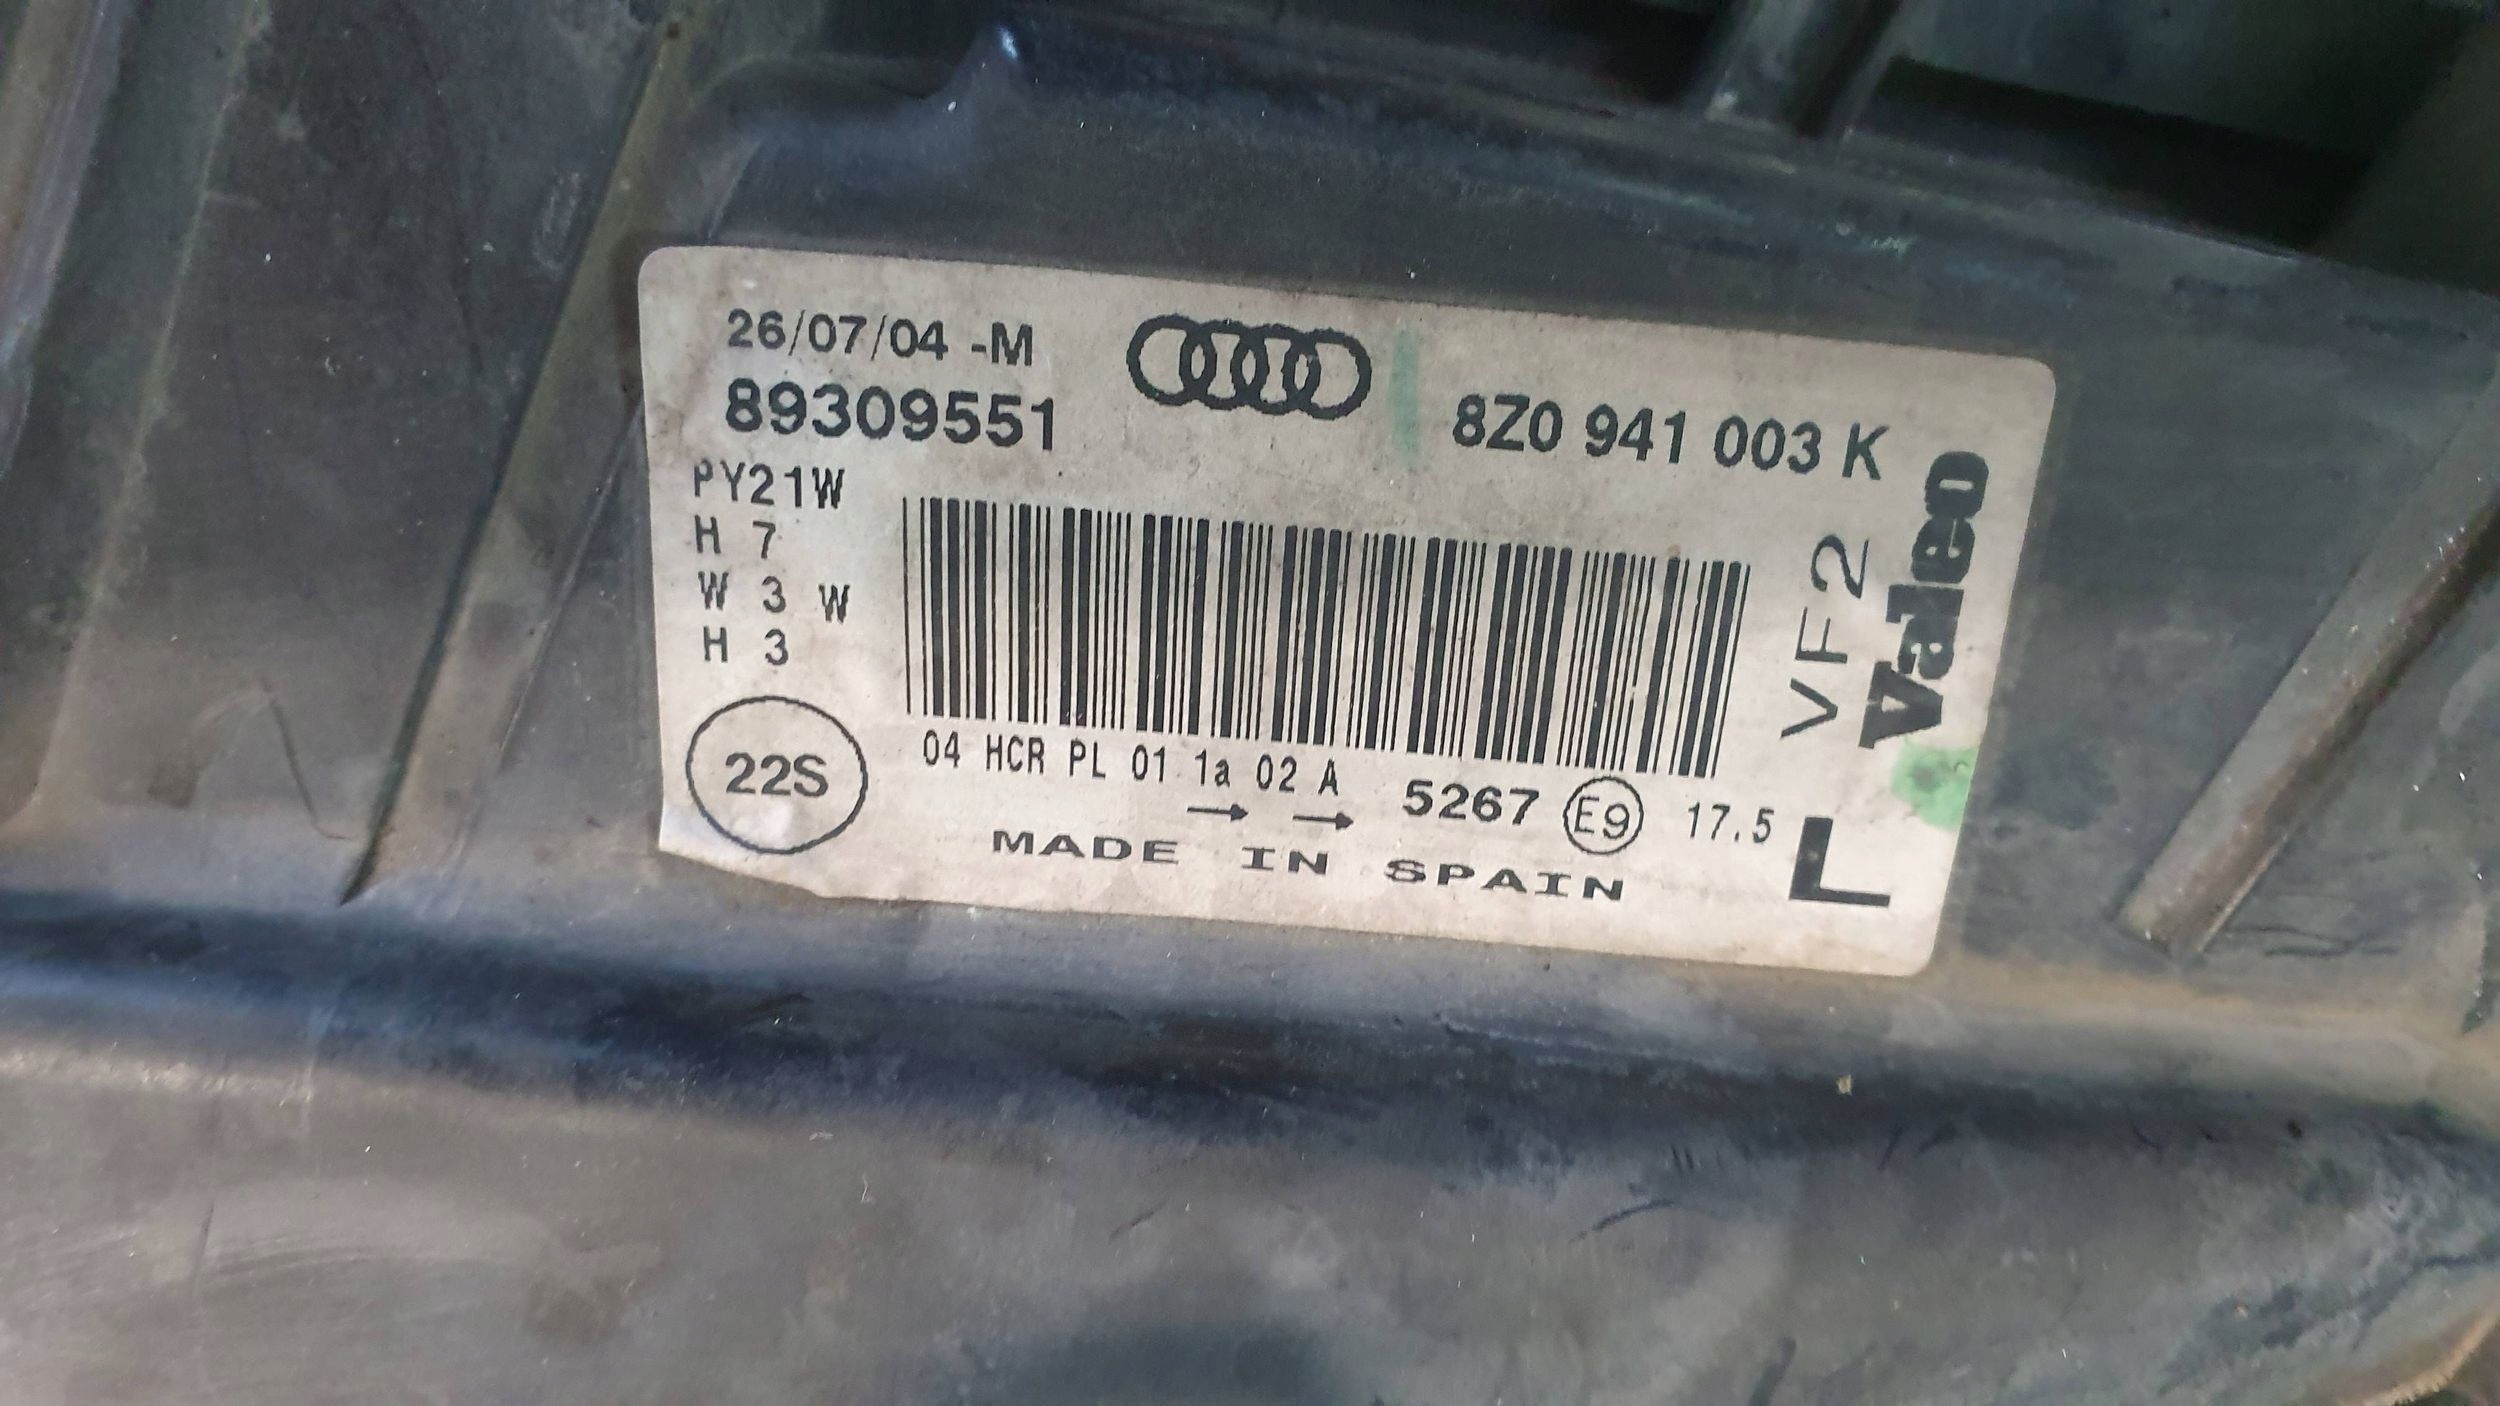 26/07/04 -M
89309551
8Z0 941 003 K
PY21W
H 7
W 3 W
H 3
VF2
Valeo
22S
04 HCR PL 01 1a 02 A
→ →
5267 E9 17.5
L
MADE IN SPAIN